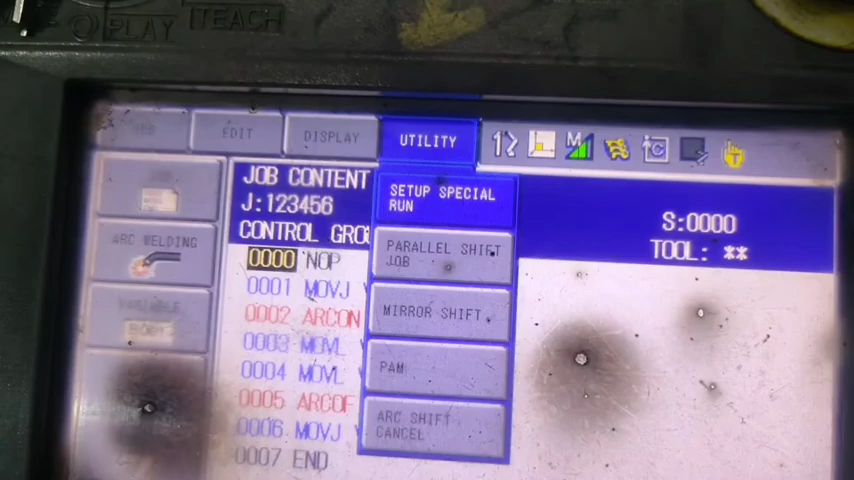 PLAY TEACH
EDIT DISPLAY UTILITY
JOB CONTENT
J:123456
CONTROL GRO
S:0000
TOOL: **
SETUP SPECIAL
RUN
PARALLEL SHIFT
JOB
MIRROR SHIFT
PAM
ARC SHIFT
CANCEL
ARC WELDING
VARIABLE
0000 NOP
0001 MOVJ
0002 ARCON
0003 MOVL
0004 MOVL
0005 ARCOF
0006 MOVJ
0007 END